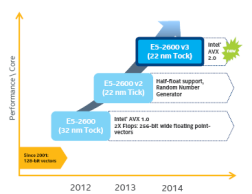 E5-2600 v3
(22 nm Tock)
Intel®
AVX
2.0
E5-2600 v2
(22 nm Tock)
Half-float support,
Random Number
Generator
E5-2600
(32 nm Tock)
Intel® AVX 1.0
2X Flops: 256-bit wide floating point-
vectors
Since 2001:
128-bit vectors
Performance \ Core
2012 2013 2014